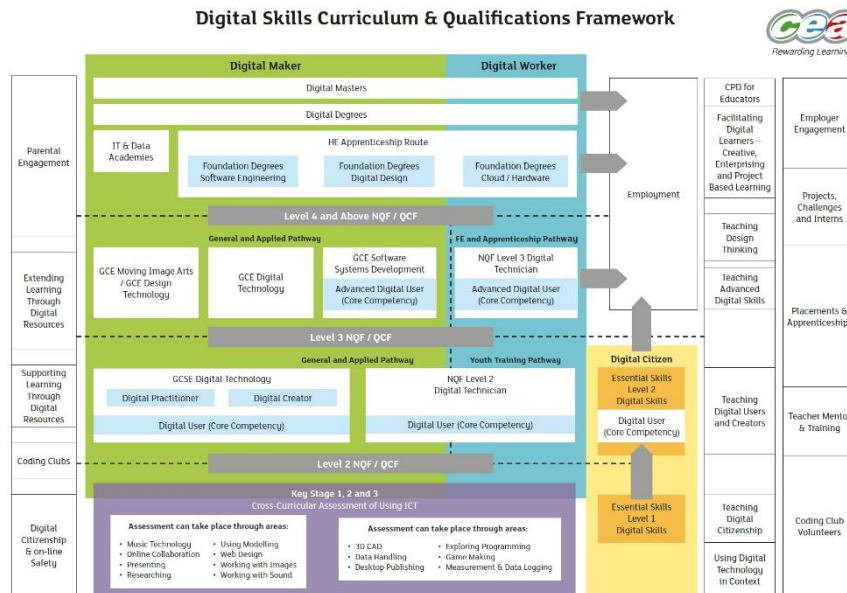 Digital Skills Curriculum & Qualifications Framework
cea
Rewarding Learning
Digital Maker
Digital Worker
Digital Masters
Digital Degrees
IT & Data
Academies
HE Apprenticeship Route
Foundation Degrees
Software Engineering
Foundation Degrees
Digital Design
Foundation Degrees
Cloud / Hardware
Level 4 and Above NQF / QCF
General and Applied Pathway
FE and Apprenticeship Pathway
GCE Moving Image Arts
/ GCE Design
Technology
GCE Digital
Technology
GCE Software
Systems Development
Advanced Digital User
(Core Competency)
NQF Level 3 Digital
Technician
Advanced Digital User
(Core Competency)
Level 3 NQF / QCF
General and Applied Pathway
Youth Training Pathway
GCSE Digital Technology
Digital Practitioner
Digital Creator
Digital User (Core Competency)
NQF Level 2
Digital Technician
Digital User (Core Competency)
Level 2 NQF / QCF
Key Stage 1, 2 and 3
Cross-Curricular Assessment of Using ICT
Assessment can take place through areas:
• Music Technology
• Online Collaboration
• Presenting
• Researching
• Using Modelling
• Web Design
• Working with Images
• Working with Sound
Assessment can take place through areas:
• 3D CAD
• Data Handling
• Desktop Publishing
• Exploring Programming
• Game Making
• Measurement & Data Logging
Employment
Digital Citizen
Essential Skills
Level 2
Digital Skills
Digital User
(Core Competency)
Essential Skills
Level 1
Digital Skills
Parental
Engagement
Extending
Learning
Through
Digital
Resources
Supporting
Learning
Through
Digital
Resources
Coding Clubs
Digital
Citizenship
& on-line
Safety
CPD for
Educators
Facilitating
Digital
Learners –
Creative,
Enterprising
and Project
Based Learning
Teaching
Design
Thinking
Teaching
Advanced
Digital Skills
Teaching
Digital Users
and Creators
Teaching
Digital
Citizenship
Using Digital
Technology
in Context
Employer
Engagement
Projects,
Challenges
and Interns
Placements &
Apprenticeship
Teacher Mento
& Training
Coding Club
Volunteers